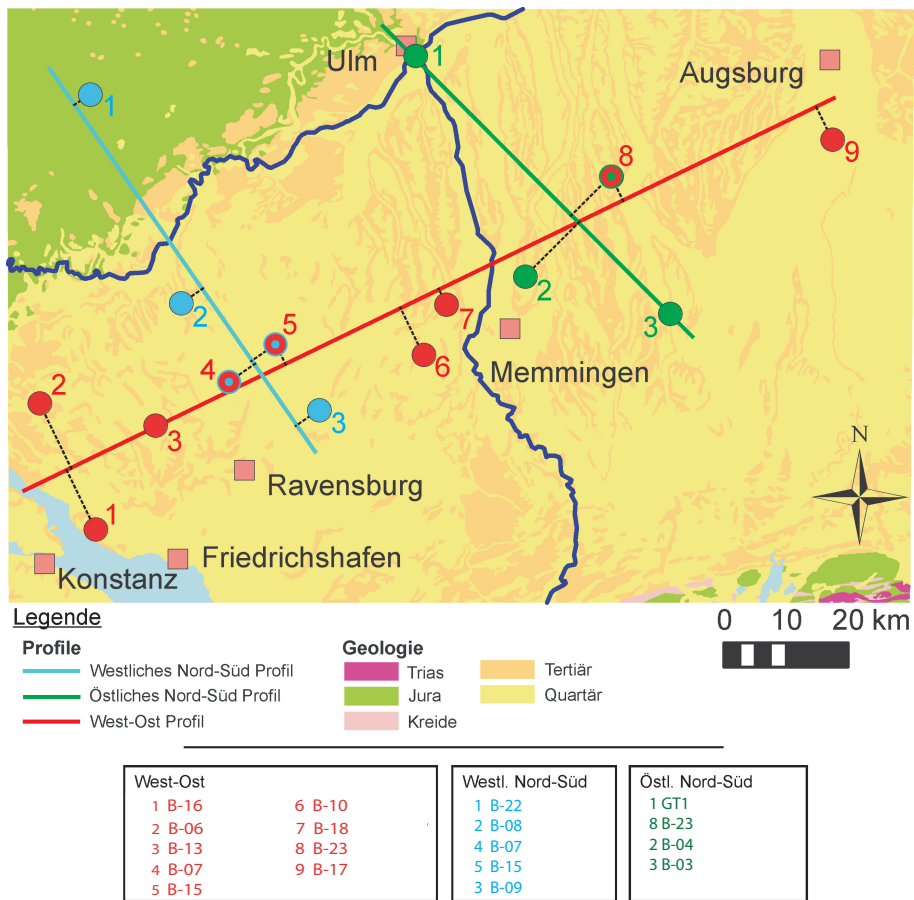 Ulm
1
Augsburg
1
8
9
2
2
3
5
7
4
6
Memmingen
2
3
3
N
Ravensburg
1
Friedrichshafen
Konstanz
Legende
0 10 20 km
Profile
Westliches Nord-Süd Profil
Östliches Nord-Süd Profil
West-Ost Profil
Geologie
Trias
Jura
Kreide
Tertiär
Quartär
West-Ost
1 B-16
2 B-06
3 B-13
4 B-07
5 B-15
6 B-10
7 B-18
8 B-23
9 B-17
Westl. Nord-Süd
1 B-22
2 B-08
4 B-07
5 B-15
3 B-09
Östl. Nord-Süd
1 GT1
8 B-23
2 B-04
3 B-03